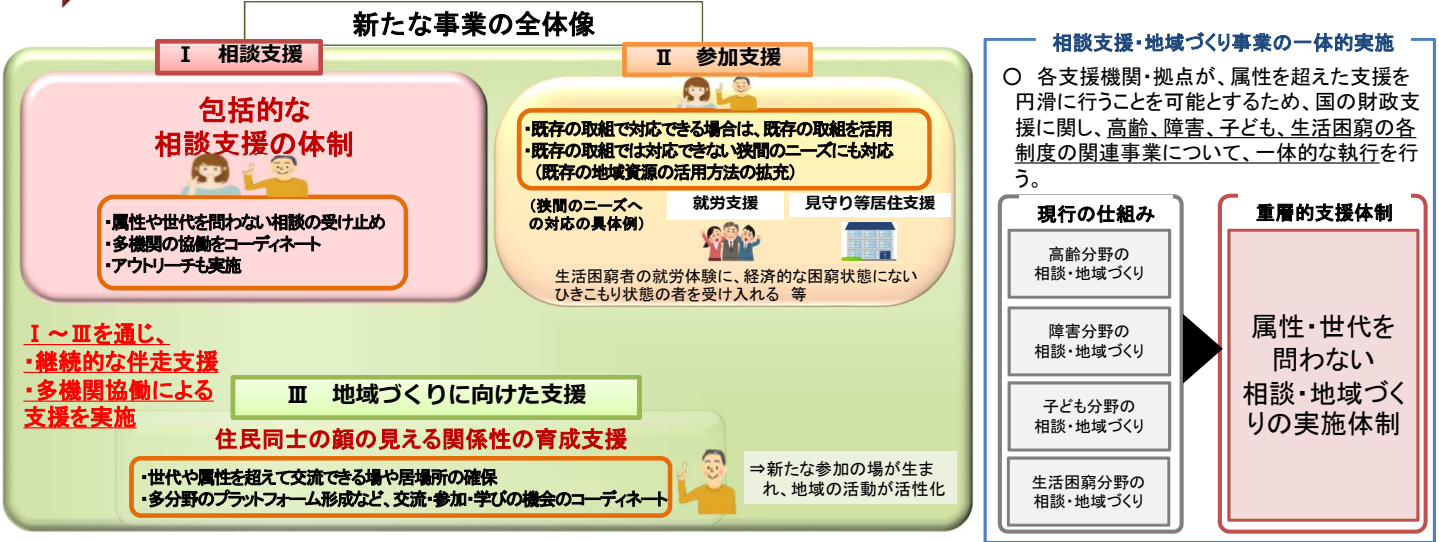 新たな事業の全体像
Ⅰ 相談支援
包括的な
相談支援の体制
・属性や世代を問わない相談の受け止め
・多機関の協働をコーディネート
・アウトリーチも実施
Ⅱ 参加支援
・既存の取組で対応できる場合は、既存の取組を活用
・既存の取組では対応できない狭間のニーズにも対応
（既存の地域資源の活用方法の拡充）
（狭間のニーズへ
の対応の具体例）
就労支援
見守り等居住支援
生活困窮者の就労体験に、経済的な困窮状態にない
ひきこもり状態の者を受け入れる 等
Ⅰ～Ⅲを通じ、
・継続的な伴走支援
・多機関協働による
支援を実施
Ⅲ 地域づくりに向けた支援
住民同士の顔の見える関係性の育成支援
・世代や属性を超えて交流できる場や居場所の確保
・多分野のプラットフォーム形成など、交流・参加・学びの機会のコーディネート
⇒新たな参加の場が生ま
れ、地域の活動が活性化
相談支援・地域づくり事業の一体的実施
○ 各支援機関・拠点が、属性を超えた支援を
円滑に行うことを可能とするため、国の財政支
援に関し、高齢、障害、子ども、生活困窮の各
制度の関連事業について、一体的な執行を行
う。
現行の仕組み
高齢分野の
相談・地域づくり
障害分野の
相談・地域づくり
子ども分野の
相談・地域づくり
生活困窮分野の
相談・地域づくり
重層的支援体制
属性・世代を
問わない
相談・地域づく
りの実施体制